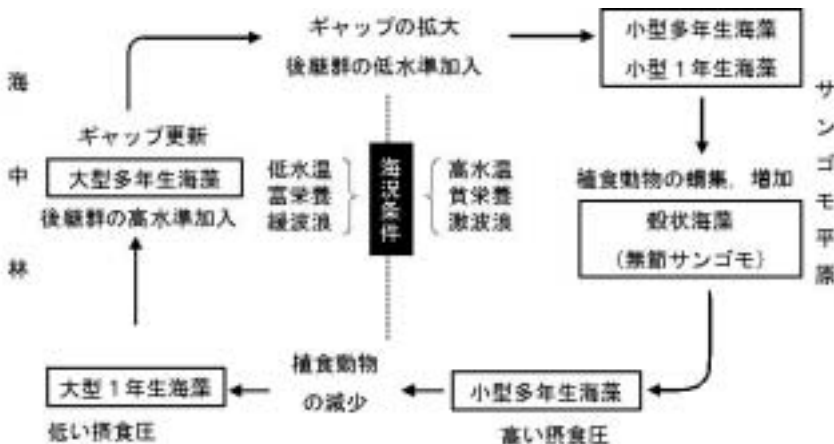 ギャップの拡大
後継群の低水準加入
小型多年生海藻
小型1年生海藻
海中林
サンゴモ平原
ギャップ更新
大型多年生海藻
後継群の高水準加入
低水温
富栄養
緩波浪
海況条件
高水温
貧栄養
激波浪
植食動物の蝟集，増加
殻状海藻
（無節サンゴモ）
大型1年生海藻
低い摂食圧
植食動物
の減少
小型多年生海藻
高い摂食圧